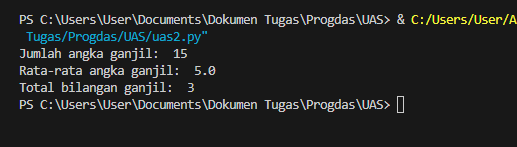 PS C:\Users\User\Documents\Dokumen Tugas\Progdas\UAS> & C:/Users/User/A
Tugas/Progdas/UAS/uas2.py"
Jumlah angka ganjil:  15
Rata-rata angka ganjil:  5.0
Total bilangan ganjil:  3
PS C:\Users\User\Documents\Dokumen Tugas\Progdas\UAS>